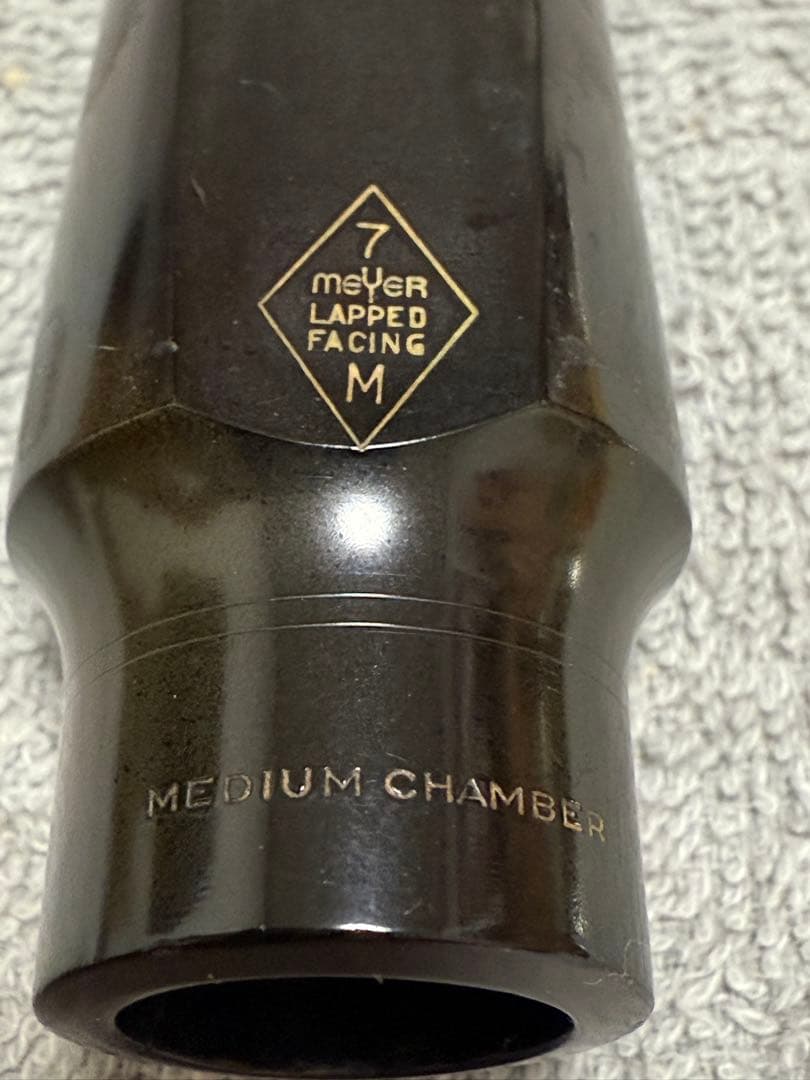 7
meYer
LAPPED
FACING
M
MEDIUM CHAMBER